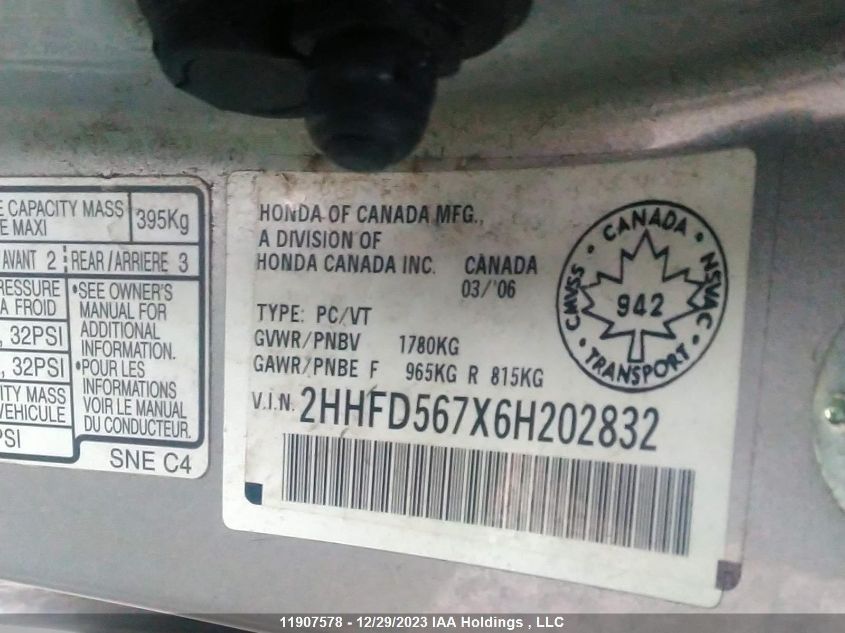 E CAPACITY MASS
E MAXI
395Kg
AVANT 2
REAR/ARRIERE 3
RESSURE
A FROID
, 32PSI
, 32PSI
TY MASS
VEHICULE
PSI
•SEE OWNER'S
MANUAL FOR
ADDITIONAL
INFORMATION.
•POUR LES
INFORMATIONS
VOIR LE MANUEL
DU CONDUCTEUR.
SNE C4
HONDA OF CANADA MFG.,
A DIVISION OF
HONDA CANADA INC. CANADA
03/'06
TYPE: PC/VT
GVWR/PNBV 1780KG
GAWR/PNBE F 965KG R 815KG
V.I.N. 2HHFD567X6H202832
CANADA
CMVSS • NSVAC
942
TRANSPORT
11907578 - 12/29/2023 IAA Holdings , LLC